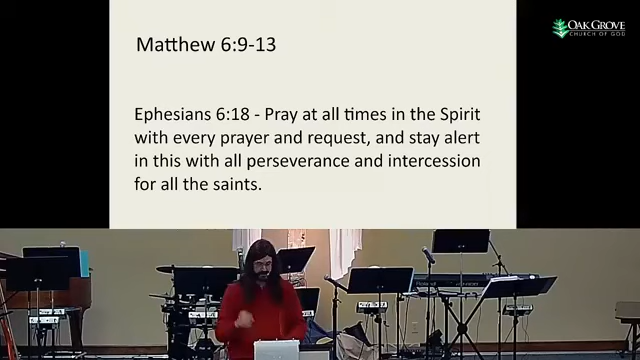 Matthew 6:9-13
OAK GROVE
CHURCH OF GOD
Ephesians 6:18 - Pray at all times in the Spirit
with every prayer and request, and stay alert
in this with all perseverance and intercession
for all the saints.